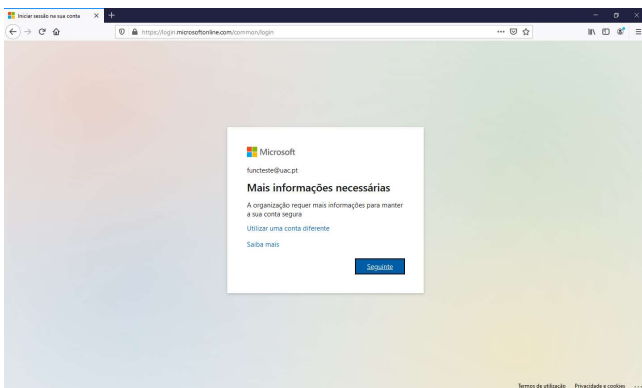 Iniciar sessão na sua conta
https://login.microsoftonline.com/common/login
Microsoft
functeste@uac.pt
Mais informações necessárias
A organização requer mais informações para manter
a sua conta segura
Utilizar uma conta diferente
Saiba mais
Seguinte
Termos de utilização Privacidade e cookies ...